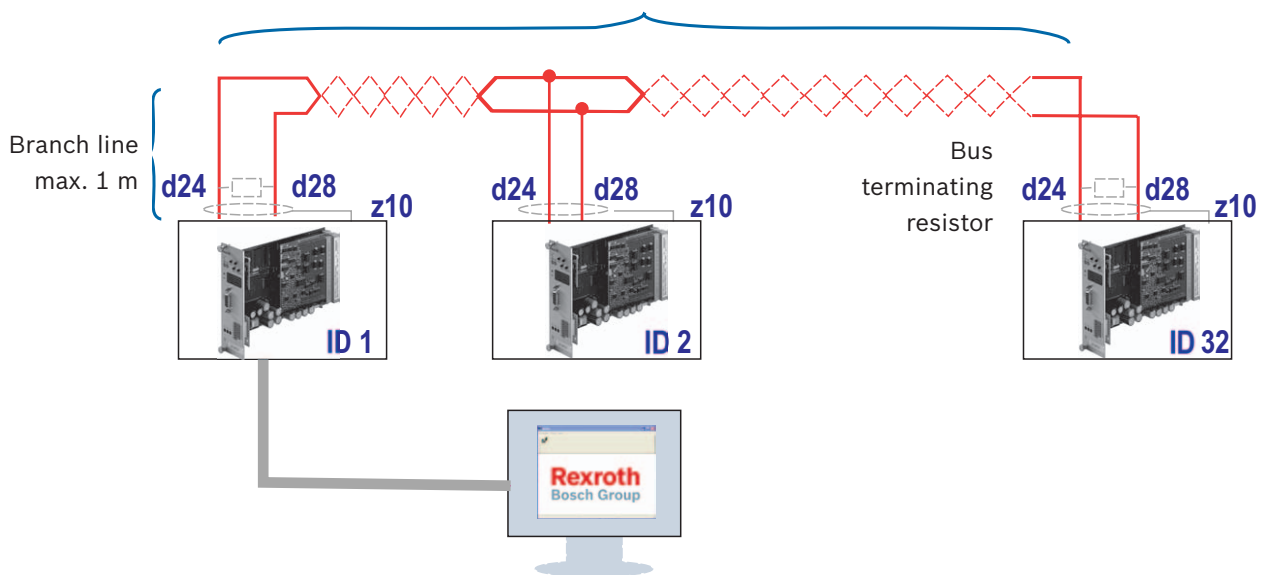 Branch line
max. 1 m
d24
d28
z10
d24
d28
z10
Bus
terminating
resistor
d24
d28
z10
ID 1
ID 2
ID 32
Rexroth
Bosch Group